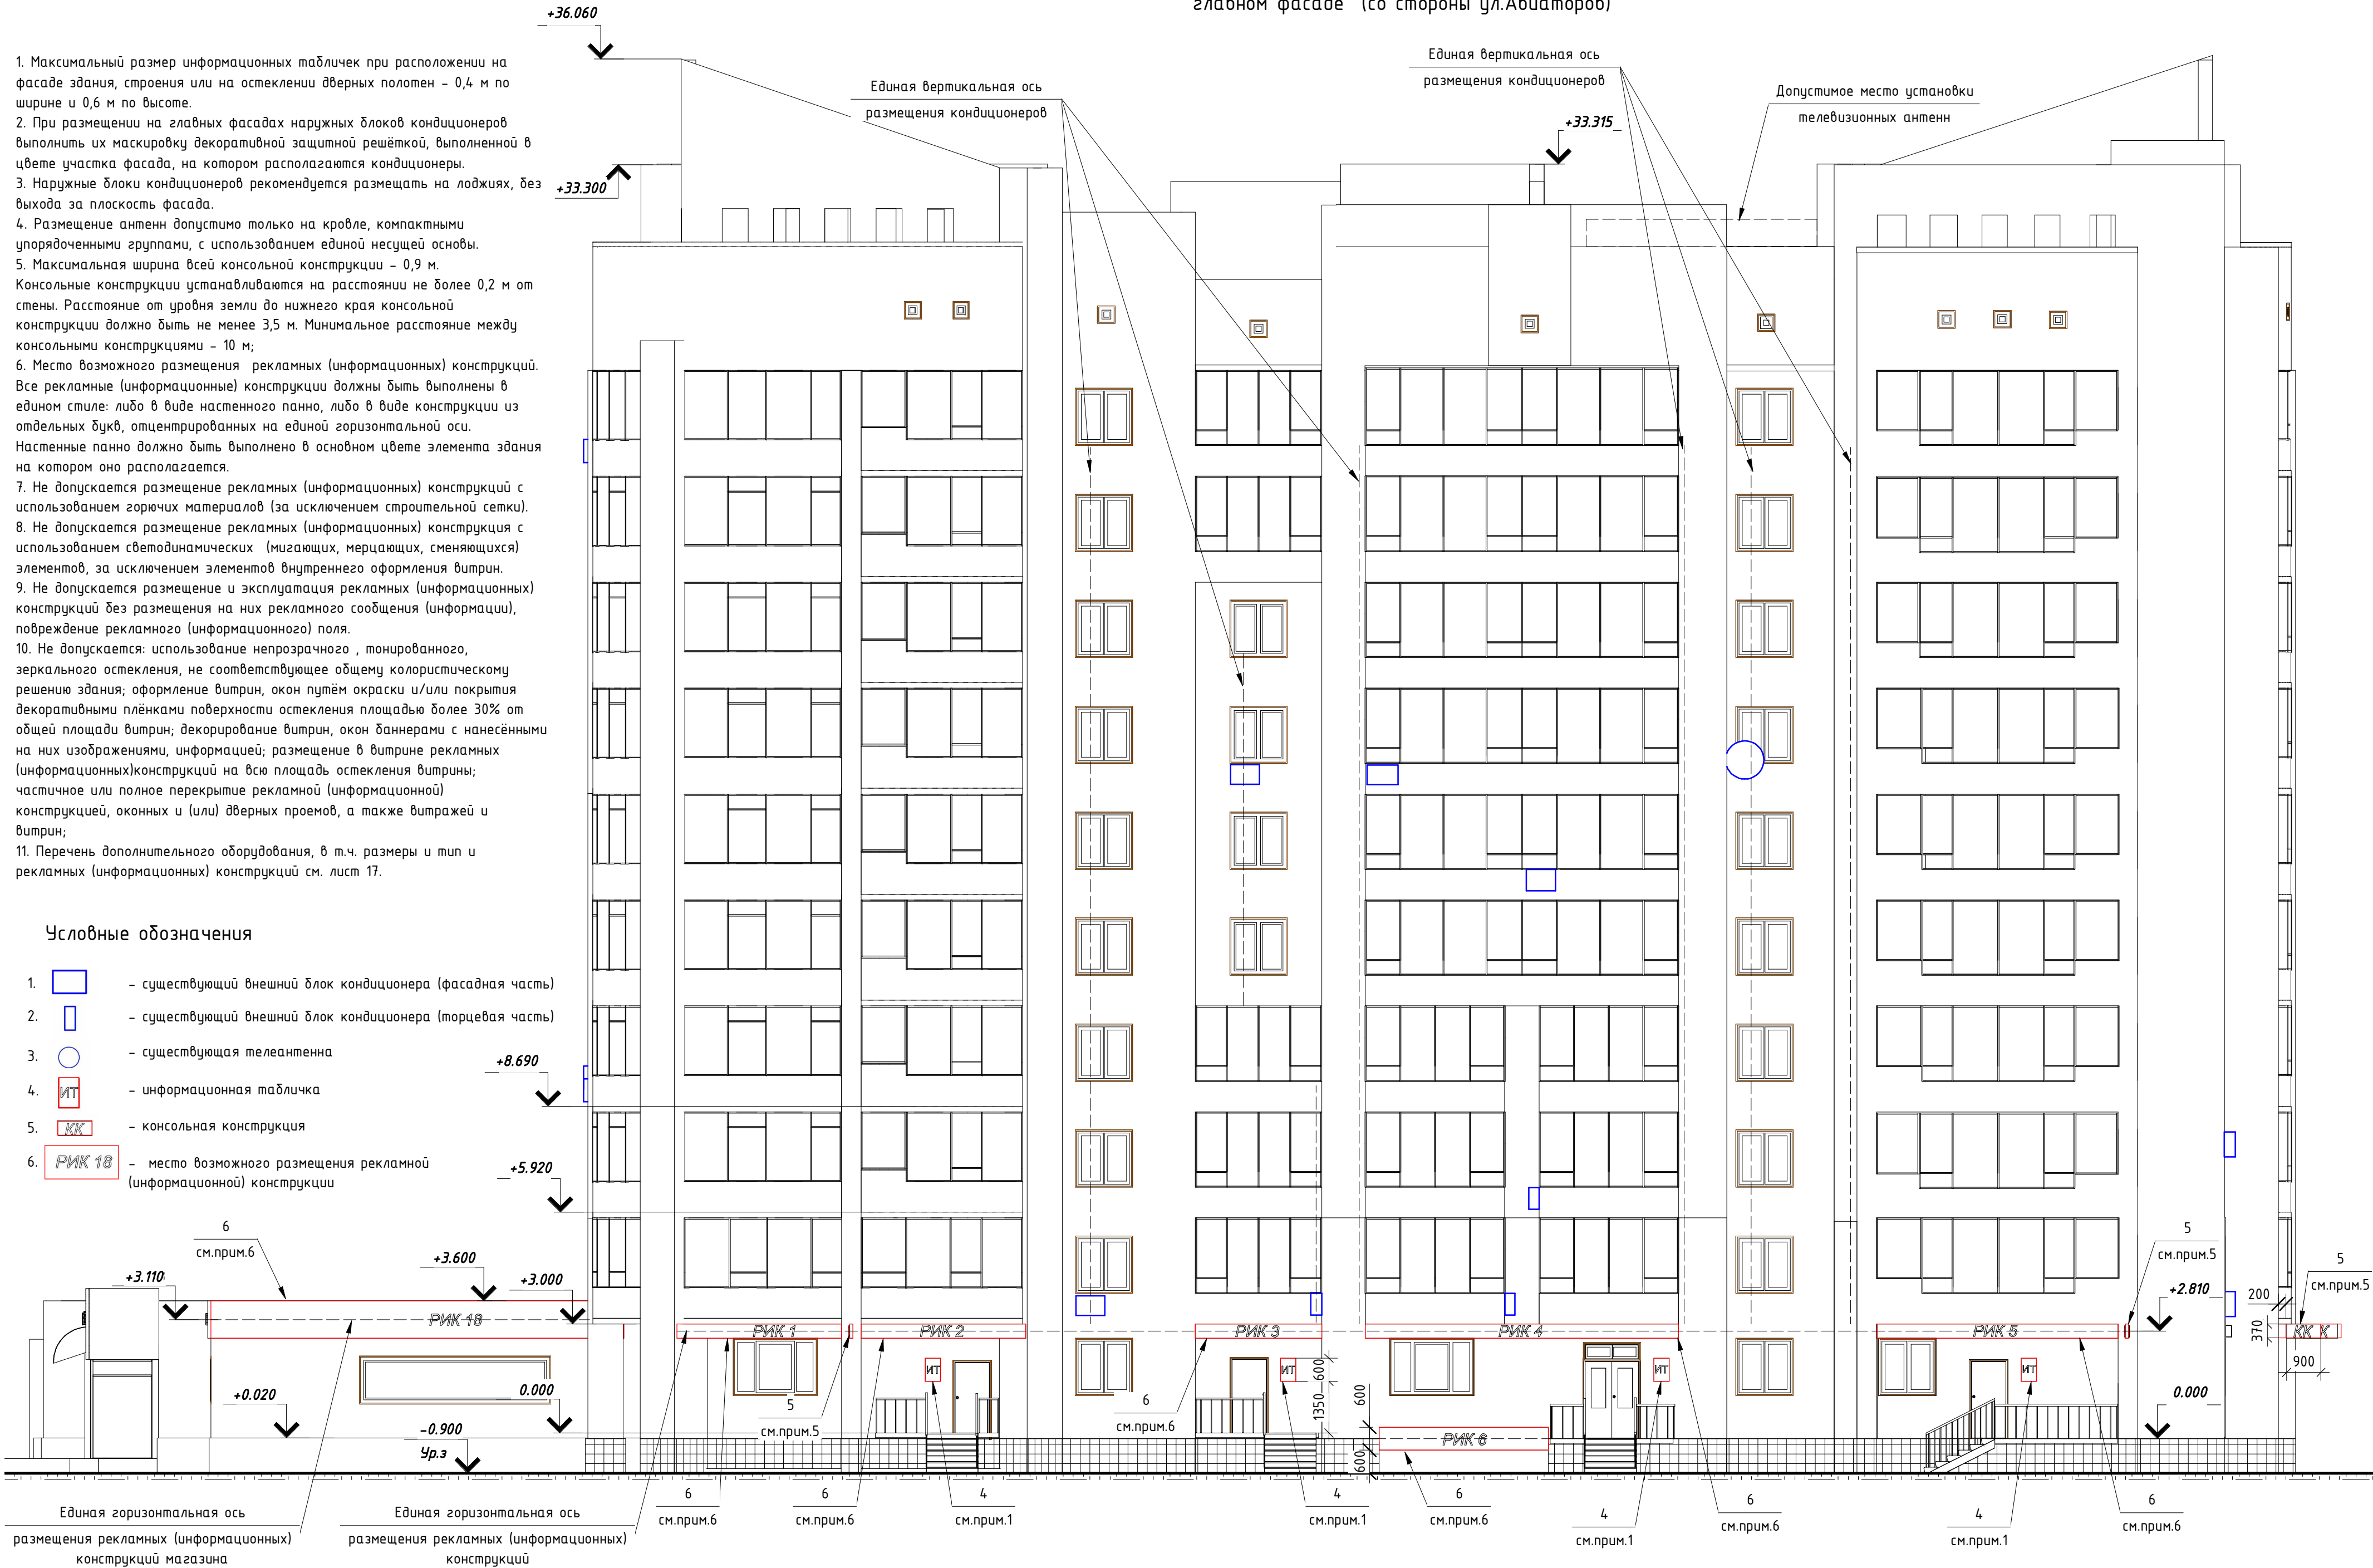 главном фасаде (со стороны ул.Авиаторов)
1. Максимальный размер информационных табличек при расположении на
фасаде здания, строения или на остеклении дверных полотен – 0,4 м по
ширине и 0,6 м по высоте.
2. При размещении на главных фасадах наружных блоков кондиционеров
выполнить их маскировку декоративной защитной решёткой, выполненной в
цвете участка фасада, на котором располагаются кондиционеры.
3. Наружные блоки кондиционеров рекомендуется размещать на лоджиях, без
выхода за плоскость фасада.
4. Размещение антенн допустимо только на кровле, компактными
упорядоченными группами, с использованием единой несущей основы.
5. Максимальная ширина всей консольной конструкции – 0,9 м.
Консольные конструкции устанавливаются на расстоянии не более 0,2 м от
стены. Расстояние от уровня земли до нижнего края консольной
конструкции должно быть не менее 3,5 м. Минимальное расстояние между
консольными конструкциями – 10 м;
6. Место возможного размещения рекламных (информационных) конструкций.
Все рекламные (информационные) конструкции должны быть выполнены в
едином стиле: либо в виде настенного панно, либо в виде конструкции из
отдельных букв, отцентрированных на единой горизонтальной оси.
Настенные панно должно быть выполнено в основном цвете элемента здания
на котором оно располагается.
7. Не допускается размещение рекламных (информационных) конструкций с
использованием горючих материалов (за исключением строительной сетки).
8. Не допускается размещение рекламных (информационных) конструкция с
использованием светодинамических (мигающих, мерцающих, сменяющихся)
элементов, за исключением элементов внутреннего оформления витрин.
9. Не допускается размещение и эксплуатация рекламных (информационных)
конструкций без размещения на них рекламного сообщения (информации),
повреждение рекламного (информационного) поля.
10. Не допускается: использование непрозрачного , тонированного,
зеркального остекления, не соответствующее общему колористическому
решению здания; оформление витрин, окон путём окраски и/или покрытия
декоративными плёнками поверхности остекления площадью более 30% от
общей площади витрин; декорирование витрин, окон баннерами с нанесёнными
на них изображениями, информацией; размещение в витрине рекламных
(информационных)конструкций на всю площадь остекления витрины;
частичное или полное перекрытие рекламной (информационной)
конструкцией, оконных и (или) дверных проемов, а также витражей и
витрин;
11. Перечень дополнительного оборудования, в т.ч. размеры и тип и
рекламных (информационных) конструкций см. лист 17.
Условные обозначения
1. – существующий внешний блок кондиционера (фасадная часть)
2. – существующий внешний блок кондиционера (торцевая часть)
3. – существующая телеантенна
4. ИТ – информационная табличка
5. КК – консольная конструкция
6. РИК 18 – место возможного размещения рекламной
(информационной) конструкции
+36.060
+33.300
Единая вертикальная ось
размещения кондиционеров
+33.315
Единая вертикальная ось
размещения кондиционеров
Допустимое место установки
телевизионных антенн
+8.690
+5.920
6
см.прим.6
+3.110
+3.600
+3.000
РИК 18
РИК 1
РИК 2
РИК 3
РИК 4
РИК 5
5
см.прим.5
+2.810
200
5
см.прим.5
КК К
370
900
ИТ
ИТ
ИТ
ИТ
+0.020
0.000
-0.900
Ур.з
5
см.прим.5
6
см.прим.6
600
1350
600
600
РИК 6
0.000
Единая горизонтальная ось
размещения рекламных (информационных)
конструкций магазина
Единая горизонтальная ось
размещения рекламных (информационных)
конструкций
6
см.прим.6
6
см.прим.6
4
см.прим.1
4
см.прим.1
6
см.прим.6
4
см.прим.1
6
см.прим.6
4
см.прим.1
6
см.прим.6